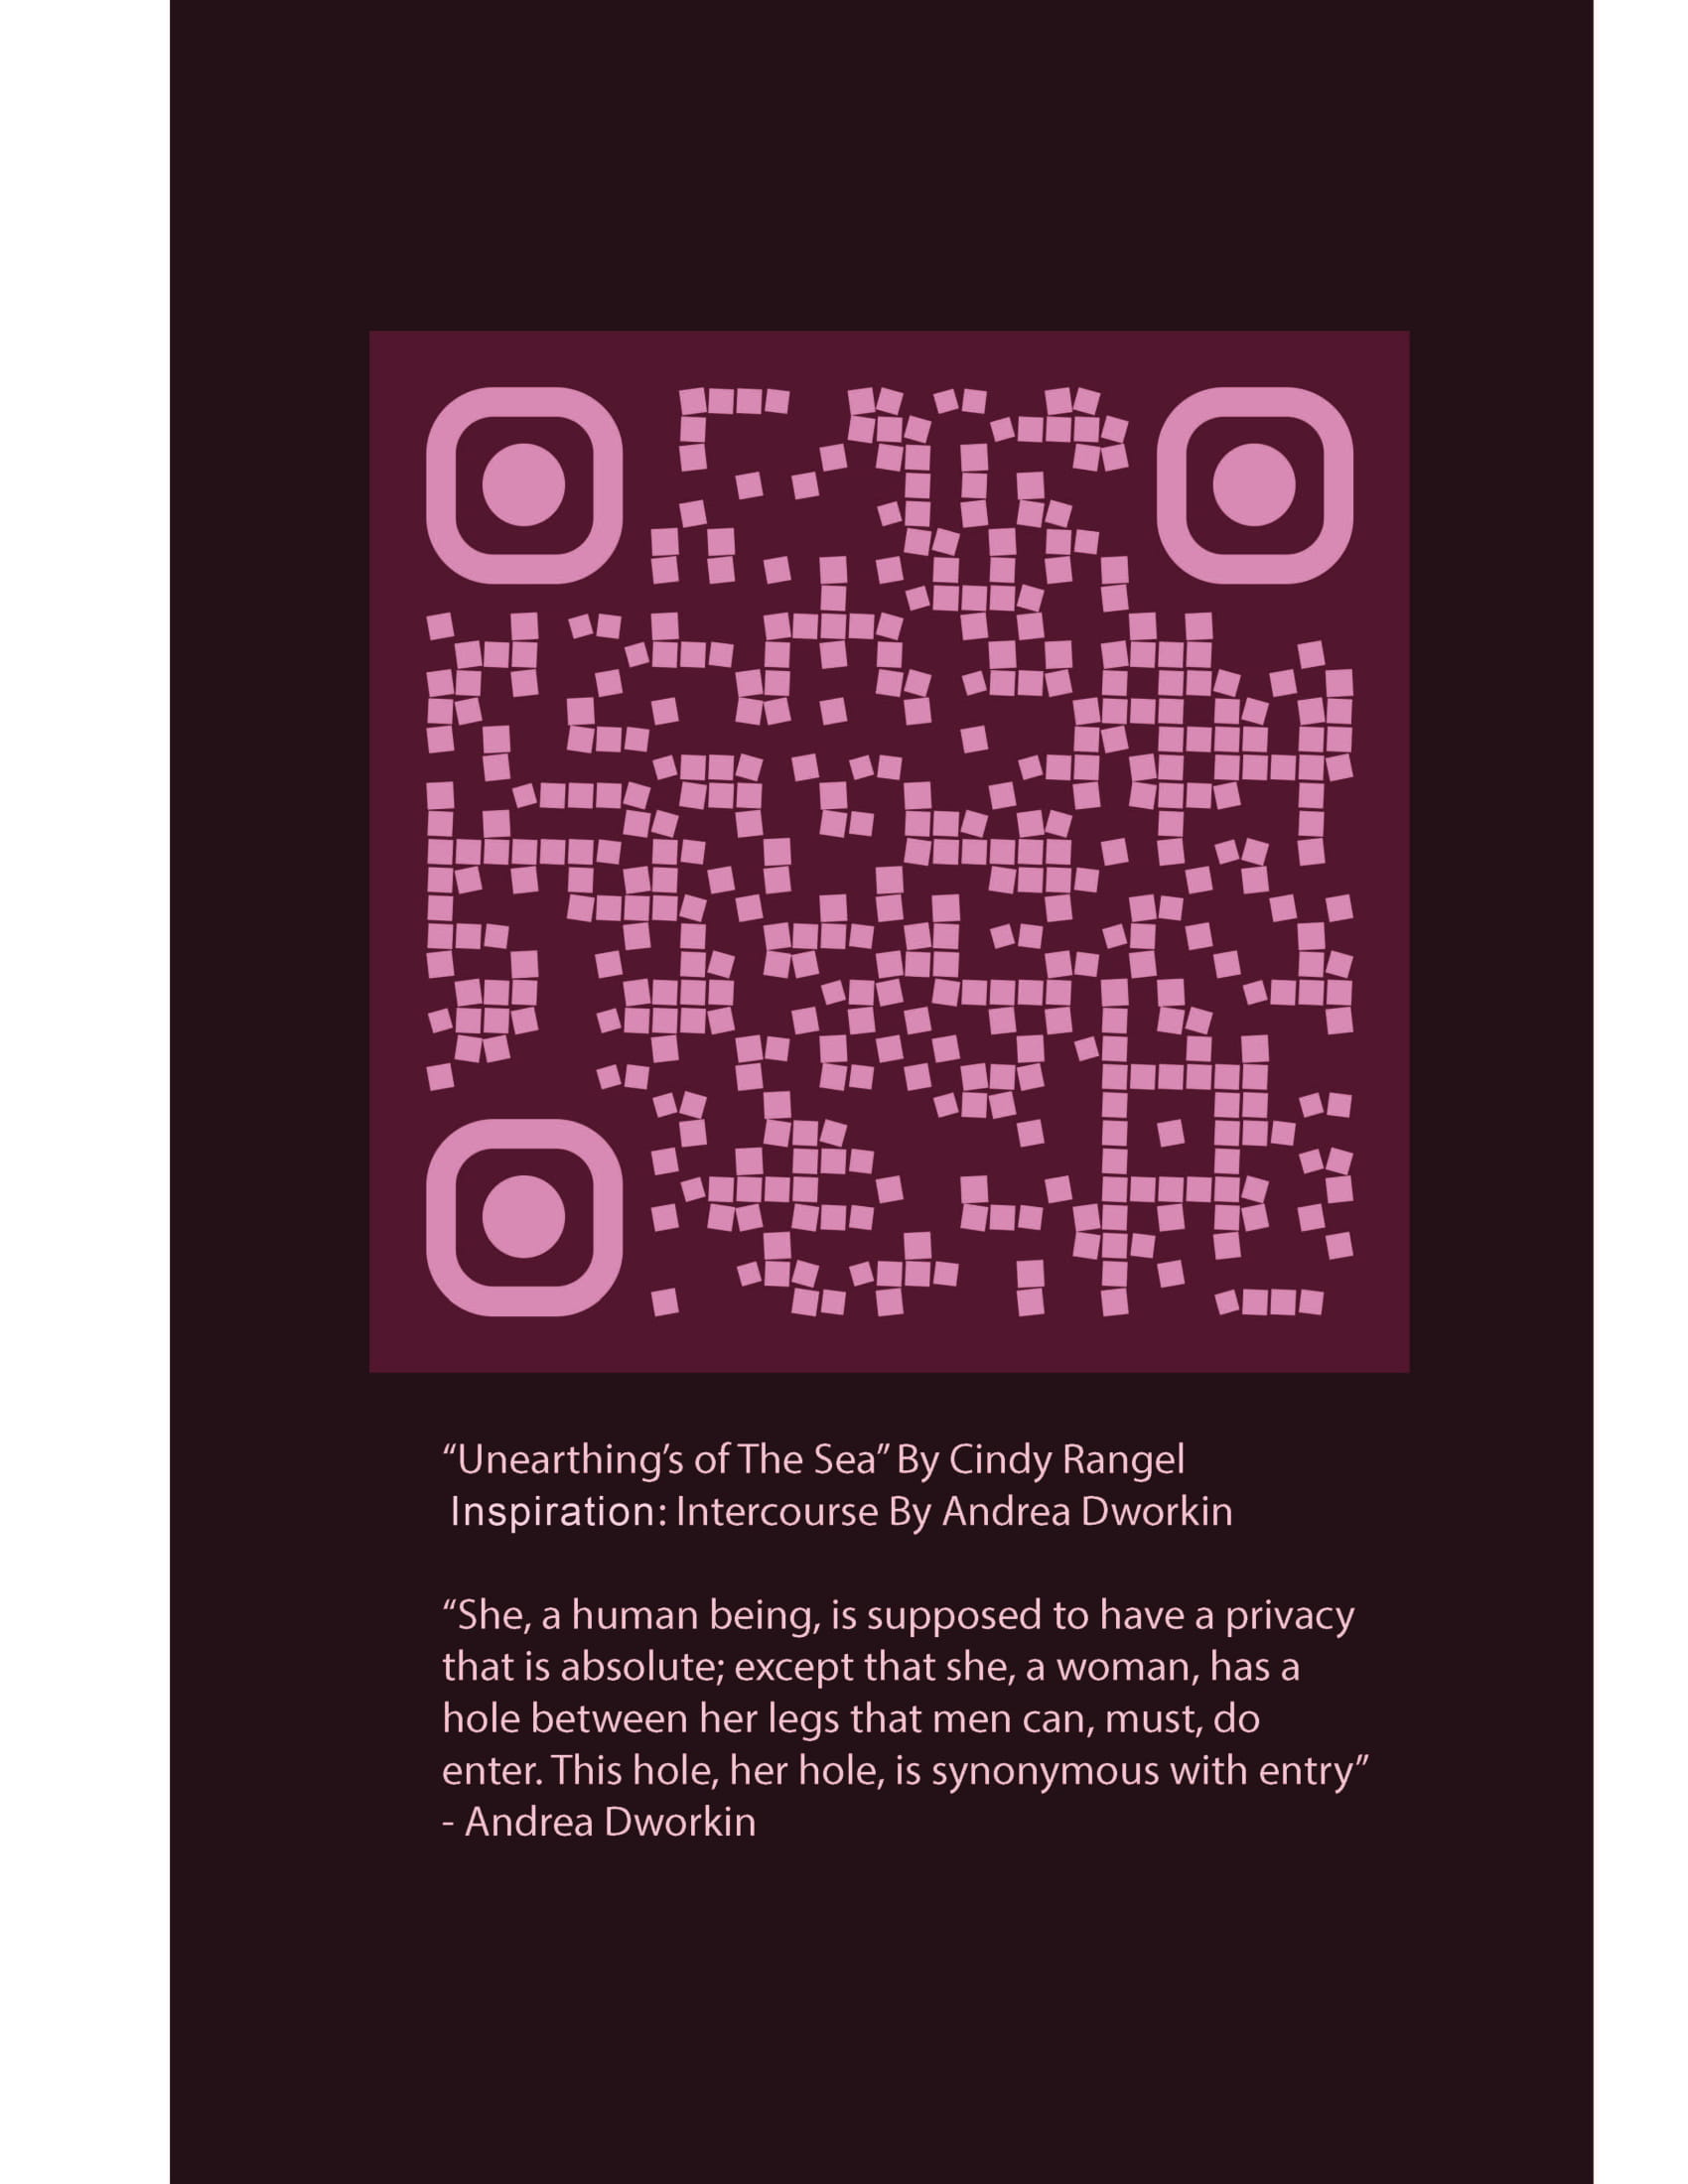 “Unearthing’s of The Sea” By Cindy Rangel
Inspiration: Intercourse By Andrea Dworkin
“She, a human being, is supposed to have a privacy
that is absolute; except that she, a woman, has a
hole between her legs that men can, must, do
enter. This hole, her hole, is synonymous with entry”
- Andrea Dworkin